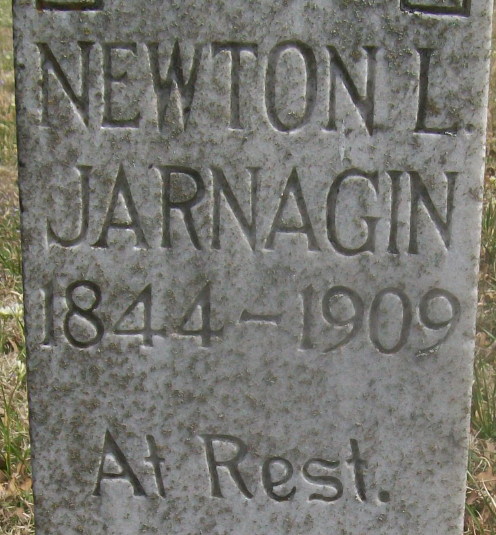 NEWTON L.
JARNAGIN
1844-1909
At Rest.